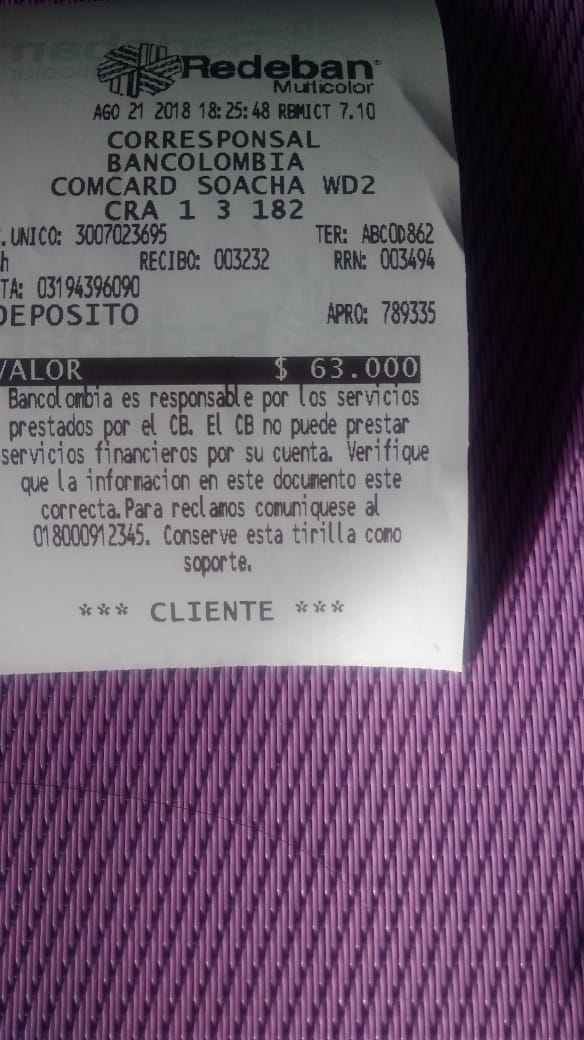 Redeban
Multicolor
AGO 21 2018 18:25:48 RBMICT 7.10
CORRESPONSAL
BANCOLOMBIA
COMCARD SOACHA WD2
CRA 1 3 182
.UNICO: 3007023695 TER: ABCOD862
h RECIBO: 003232 RRN: 003494
TA: 03194396090
DEPOSITO APRO: 789335
VALOR $ 63.000
Bancolombia es responsable por los servicios
prestados por el CB. El CB no puede prestar
servicios financieros por su cuenta. Verifique
que la informacion en este documento este
correcta.Para reclamos comuniquese al
018000912345. Conserve esta tirilla como
soporte.
*** CLIENTE ***